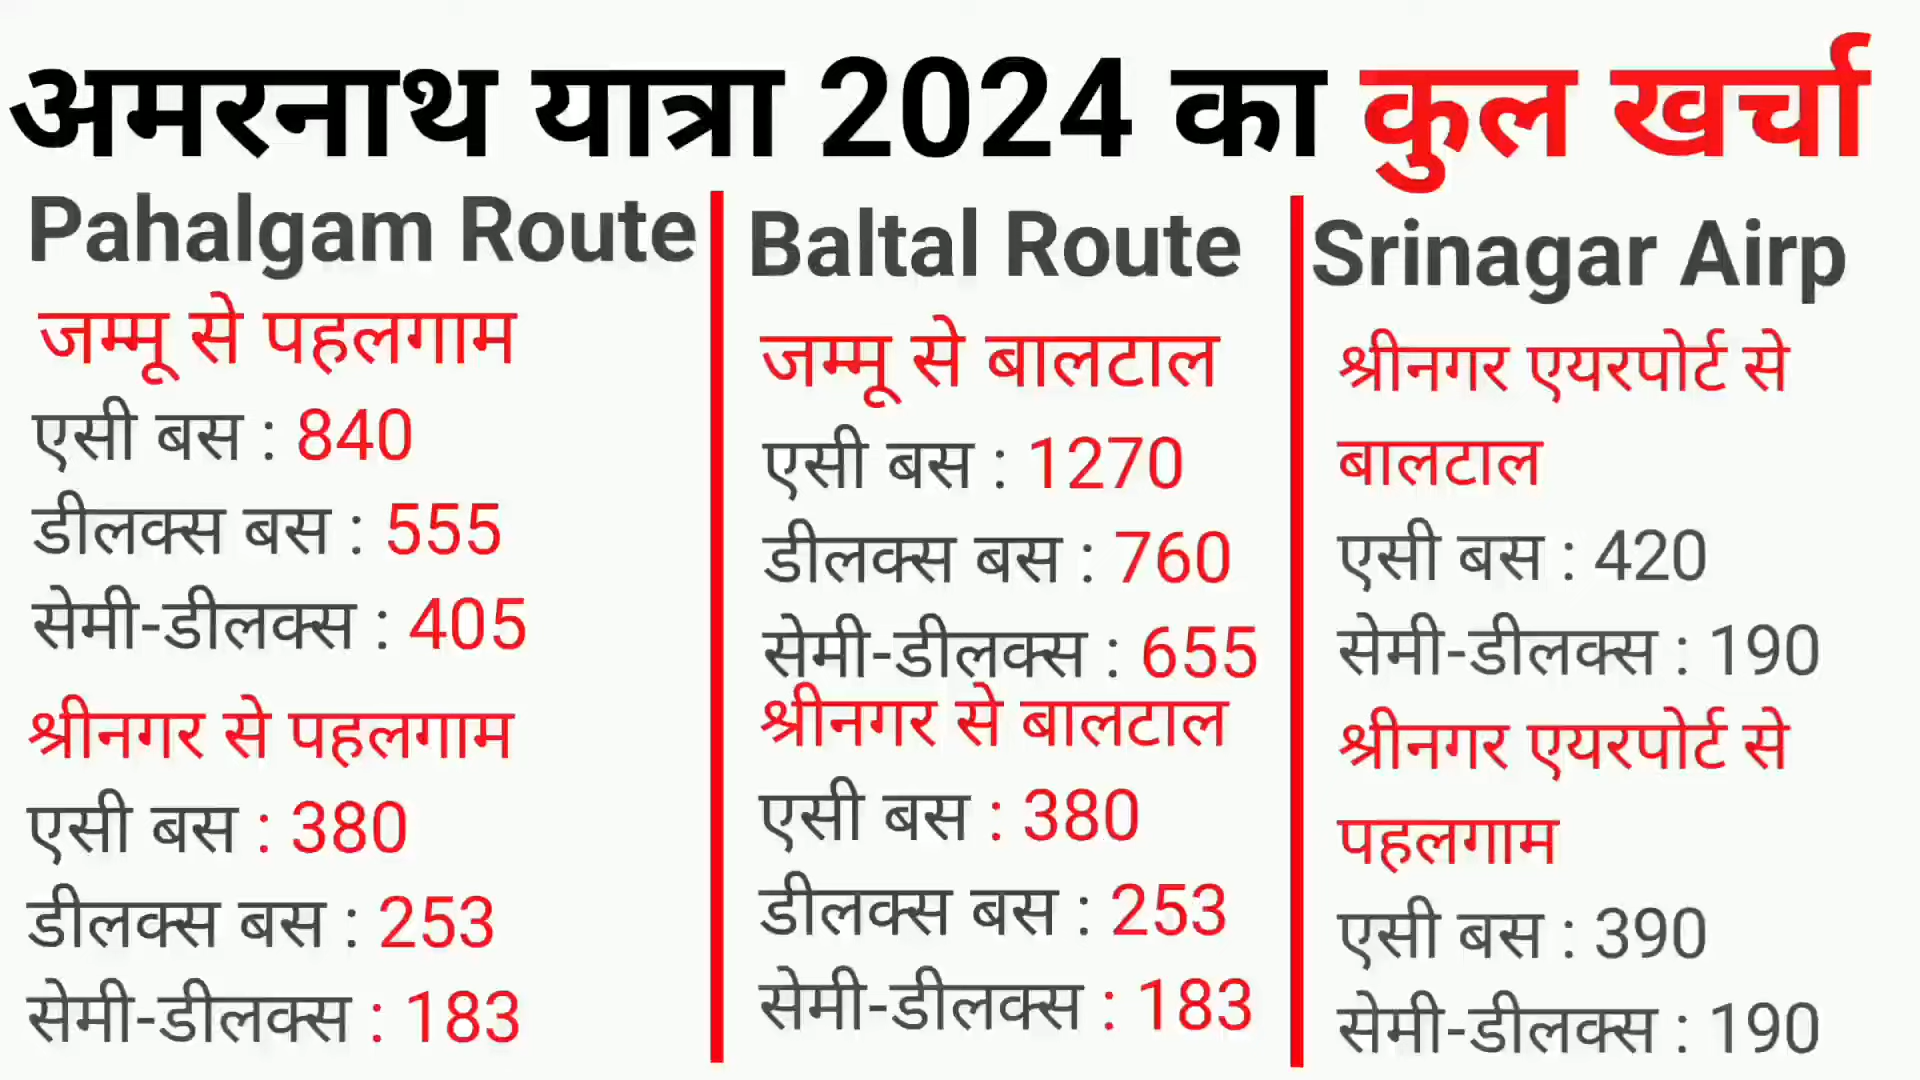 अमरनाथ यात्रा 2024 का कुल खर्चा
Pahalgam Route
जम्मू से पहलगाम
एसी बस : 840
डीलक्स बस : 555
सेमी-डीलक्स : 405
श्रीनगर से पहलगाम
एसी बस : 380
डीलक्स बस : 253
सेमी-डीलक्स : 183
Baltal Route
जम्मू से बालटाल
एसी बस : 1270
डीलक्स बस : 760
सेमी-डीलक्स : 655
श्रीनगर से बालटाल
एसी बस : 380
डीलक्स बस : 253
सेमी-डीलक्स : 183
Srinagar Airp
श्रीनगर एयरपोर्ट से
बालटाल
एसी बस : 420
सेमी-डीलक्स : 190
श्रीनगर एयरपोर्ट से
पहलगाम
एसी बस : 390
सेमी-डीलक्स : 190